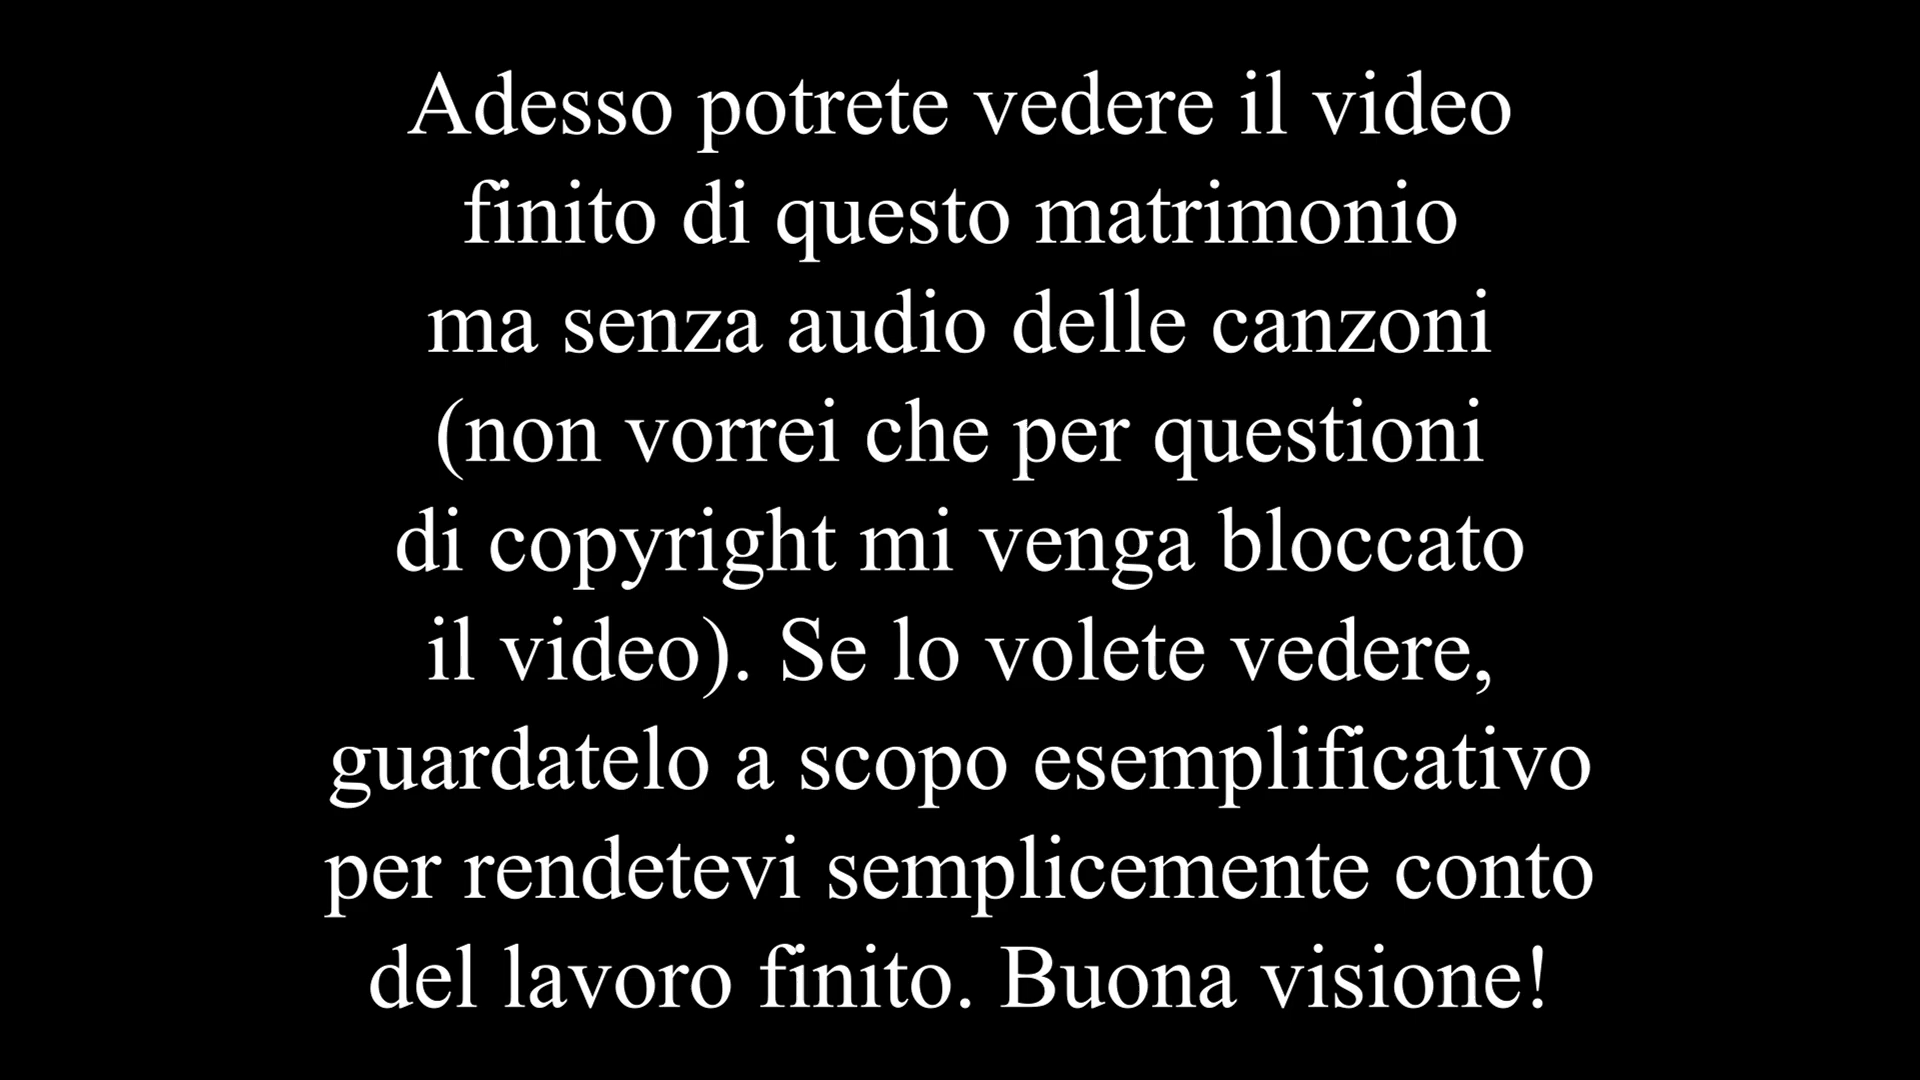 Adesso potrete vedere il video
finito di questo matrimonio
ma senza audio delle canzoni
(non vorrei che per questioni
di copyright mi venga bloccato
il video). Se lo volete vedere,
guardatelo a scopo esemplificativo
per rendetevi semplicemente conto
del lavoro finito. Buona visione!